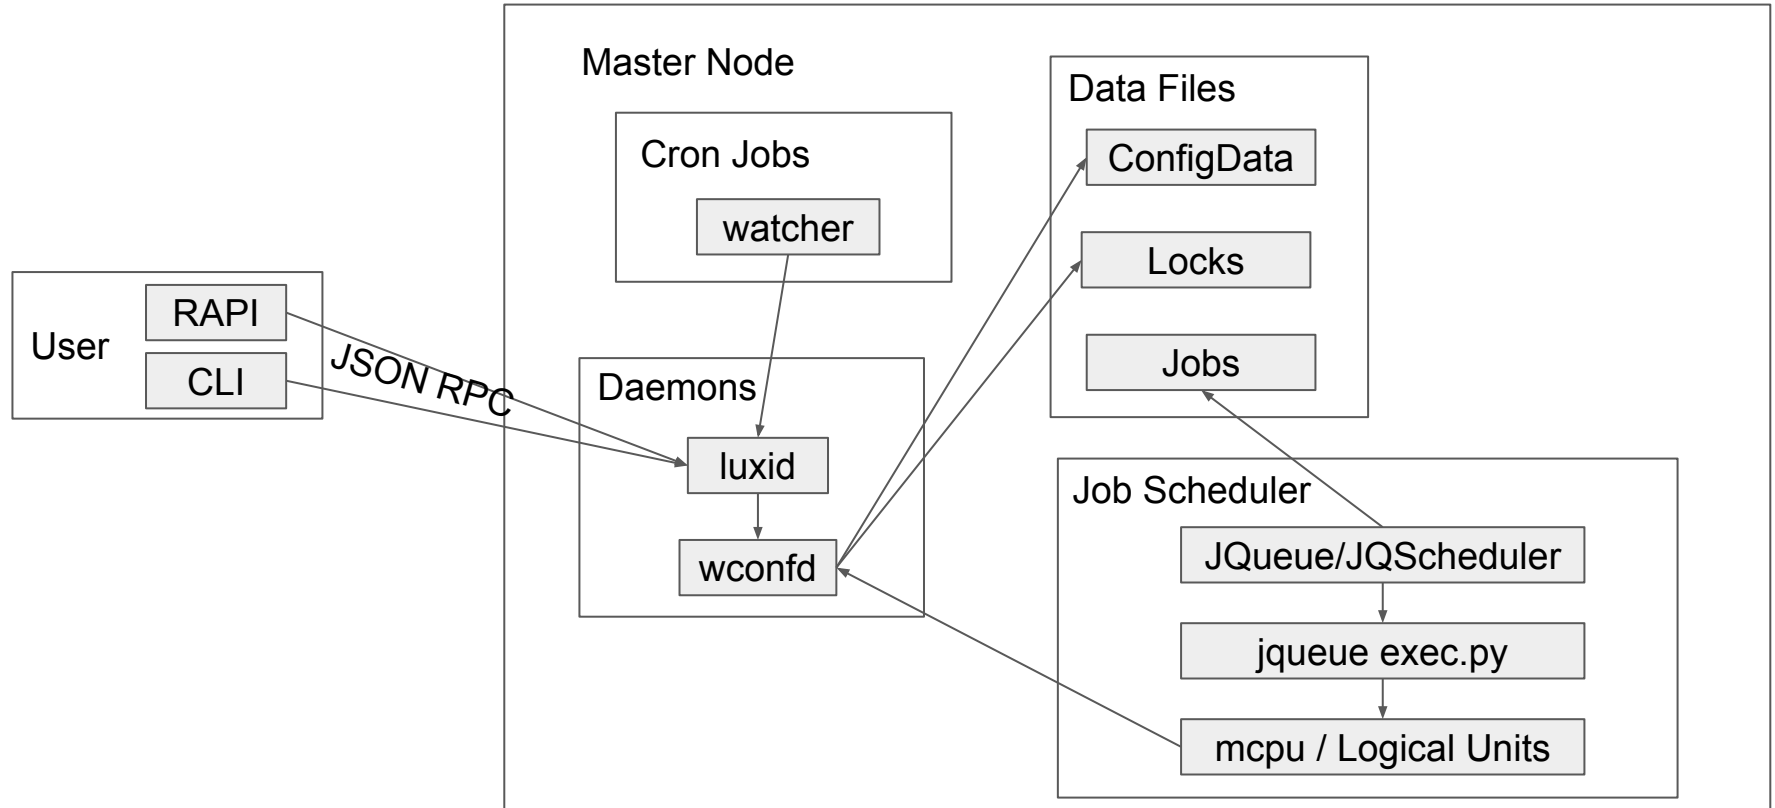 Master Node
Data Files
Cron Jobs
ConfigData
watcher
Locks
RAPI
User
CLI
JSON RPC
Jobs
Daemons
luxid
Job Scheduler
wconfd
JQueue/JQScheduler
jqueue exec.py
mcpu / Logical Units